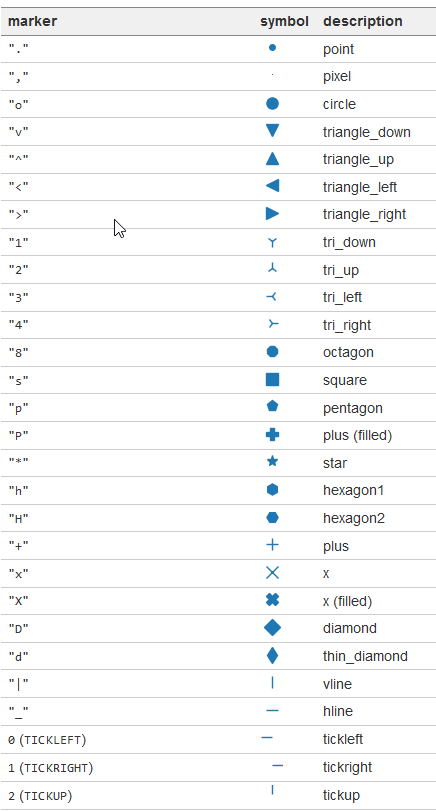 marker symbol description
"." point
"," pixel
"o" circle
"v" triangle_down
"^" triangle_up
"<" triangle_left
">" triangle_right
"1" tri_down
"2" tri_up
"3" tri_left
"4" tri_right
"8" octagon
"s" square
"p" pentagon
"P" plus (filled)
"*" star
"h" hexagon1
"H" hexagon2
"+" plus
"x" x
"X" x (filled)
"D" diamond
"d" thin_diamond
"|" vline
"_" hline
0 (TICKLEFT) tickleft
1 (TICKRIGHT) tickright
2 (TICKUP) tickup